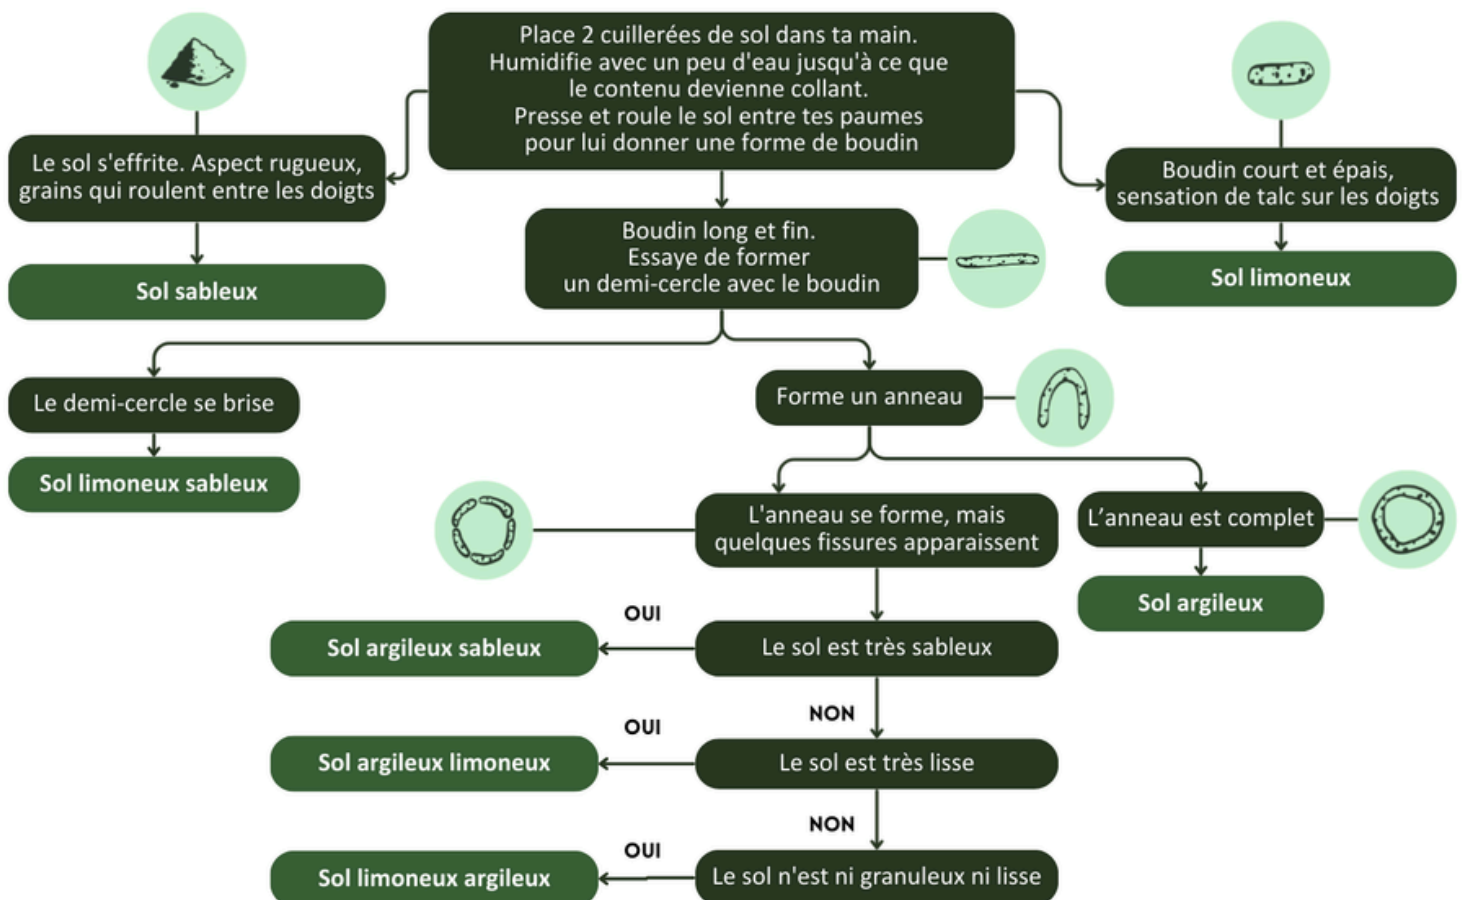 Place 2 cuillerées de sol dans ta main.
Humidifie avec un peu d'eau jusqu'à ce que
le contenu devienne collant.
Presse et roule le sol entre tes paumes
pour lui donner une forme de boudin
Le sol s'effrite. Aspect rugueux,
grains qui roulent entre les doigts
Sol sableux
Boudin court et épais,
sensation de talc sur les doigts
Sol limoneux
Boudin long et fin.
Essaye de former
un demi-cercle avec le boudin
Le demi-cercle se brise
Sol limoneux sableux
Forme un anneau
L'anneau se forme, mais
quelques fissures apparaissent
L’anneau est complet
Sol argileux
Le sol est très sableux
OUI
Sol argileux sableux
NON
Le sol est très lisse
OUI
Sol argileux limoneux
NON
Le sol n'est ni granuleux ni lisse
OUI
Sol limoneux argileux